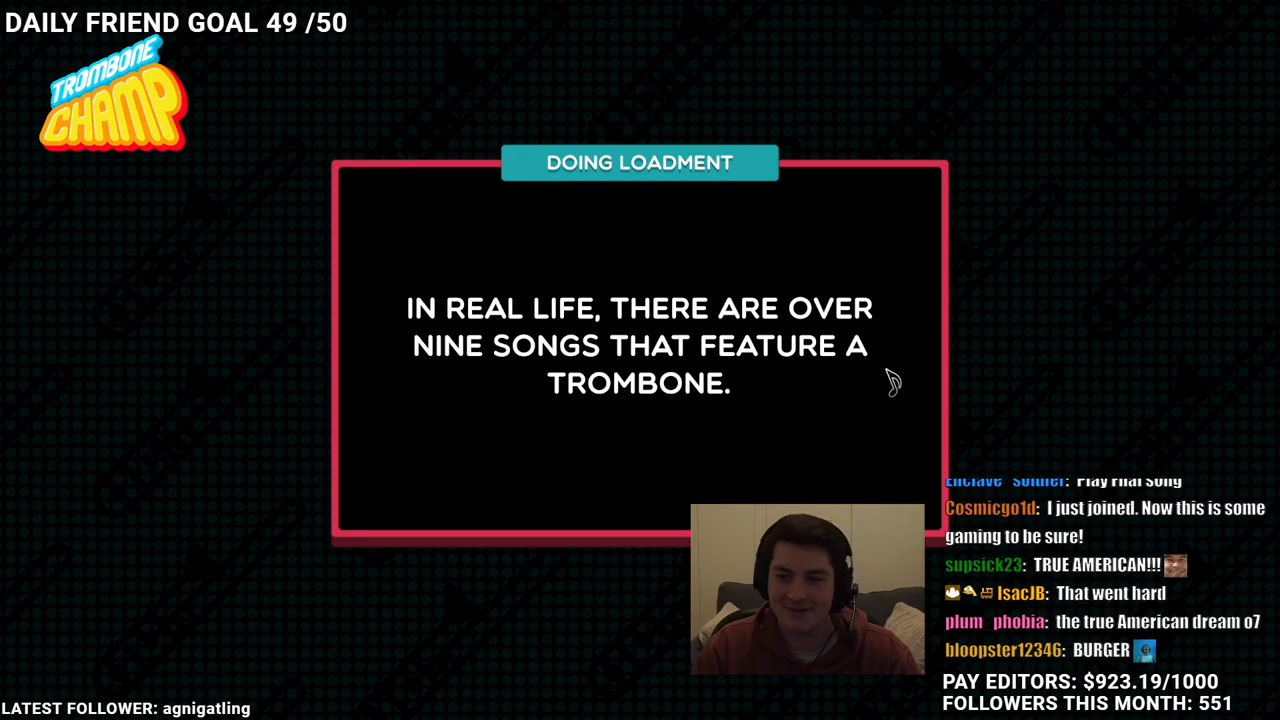 DAILY FRIEND GOAL 49 /50
TROMBONE
CHAMP
DOING LOADMENT
IN REAL LIFE, THERE ARE OVER
NINE SONGS THAT FEATURE A
TROMBONE.
Cosmicgo1d: I just joined. Now this is some
gaming to be sure!
supsick23: TRUE AMERICAN!!!
IsacJB: That went hard
plum_phobia: the true American dream o7
bloopster12346: BURGER
PAY EDITORS: $923.19/1000
FOLLOWERS THIS MONTH: 551
LATEST FOLLOWER: agnigatling